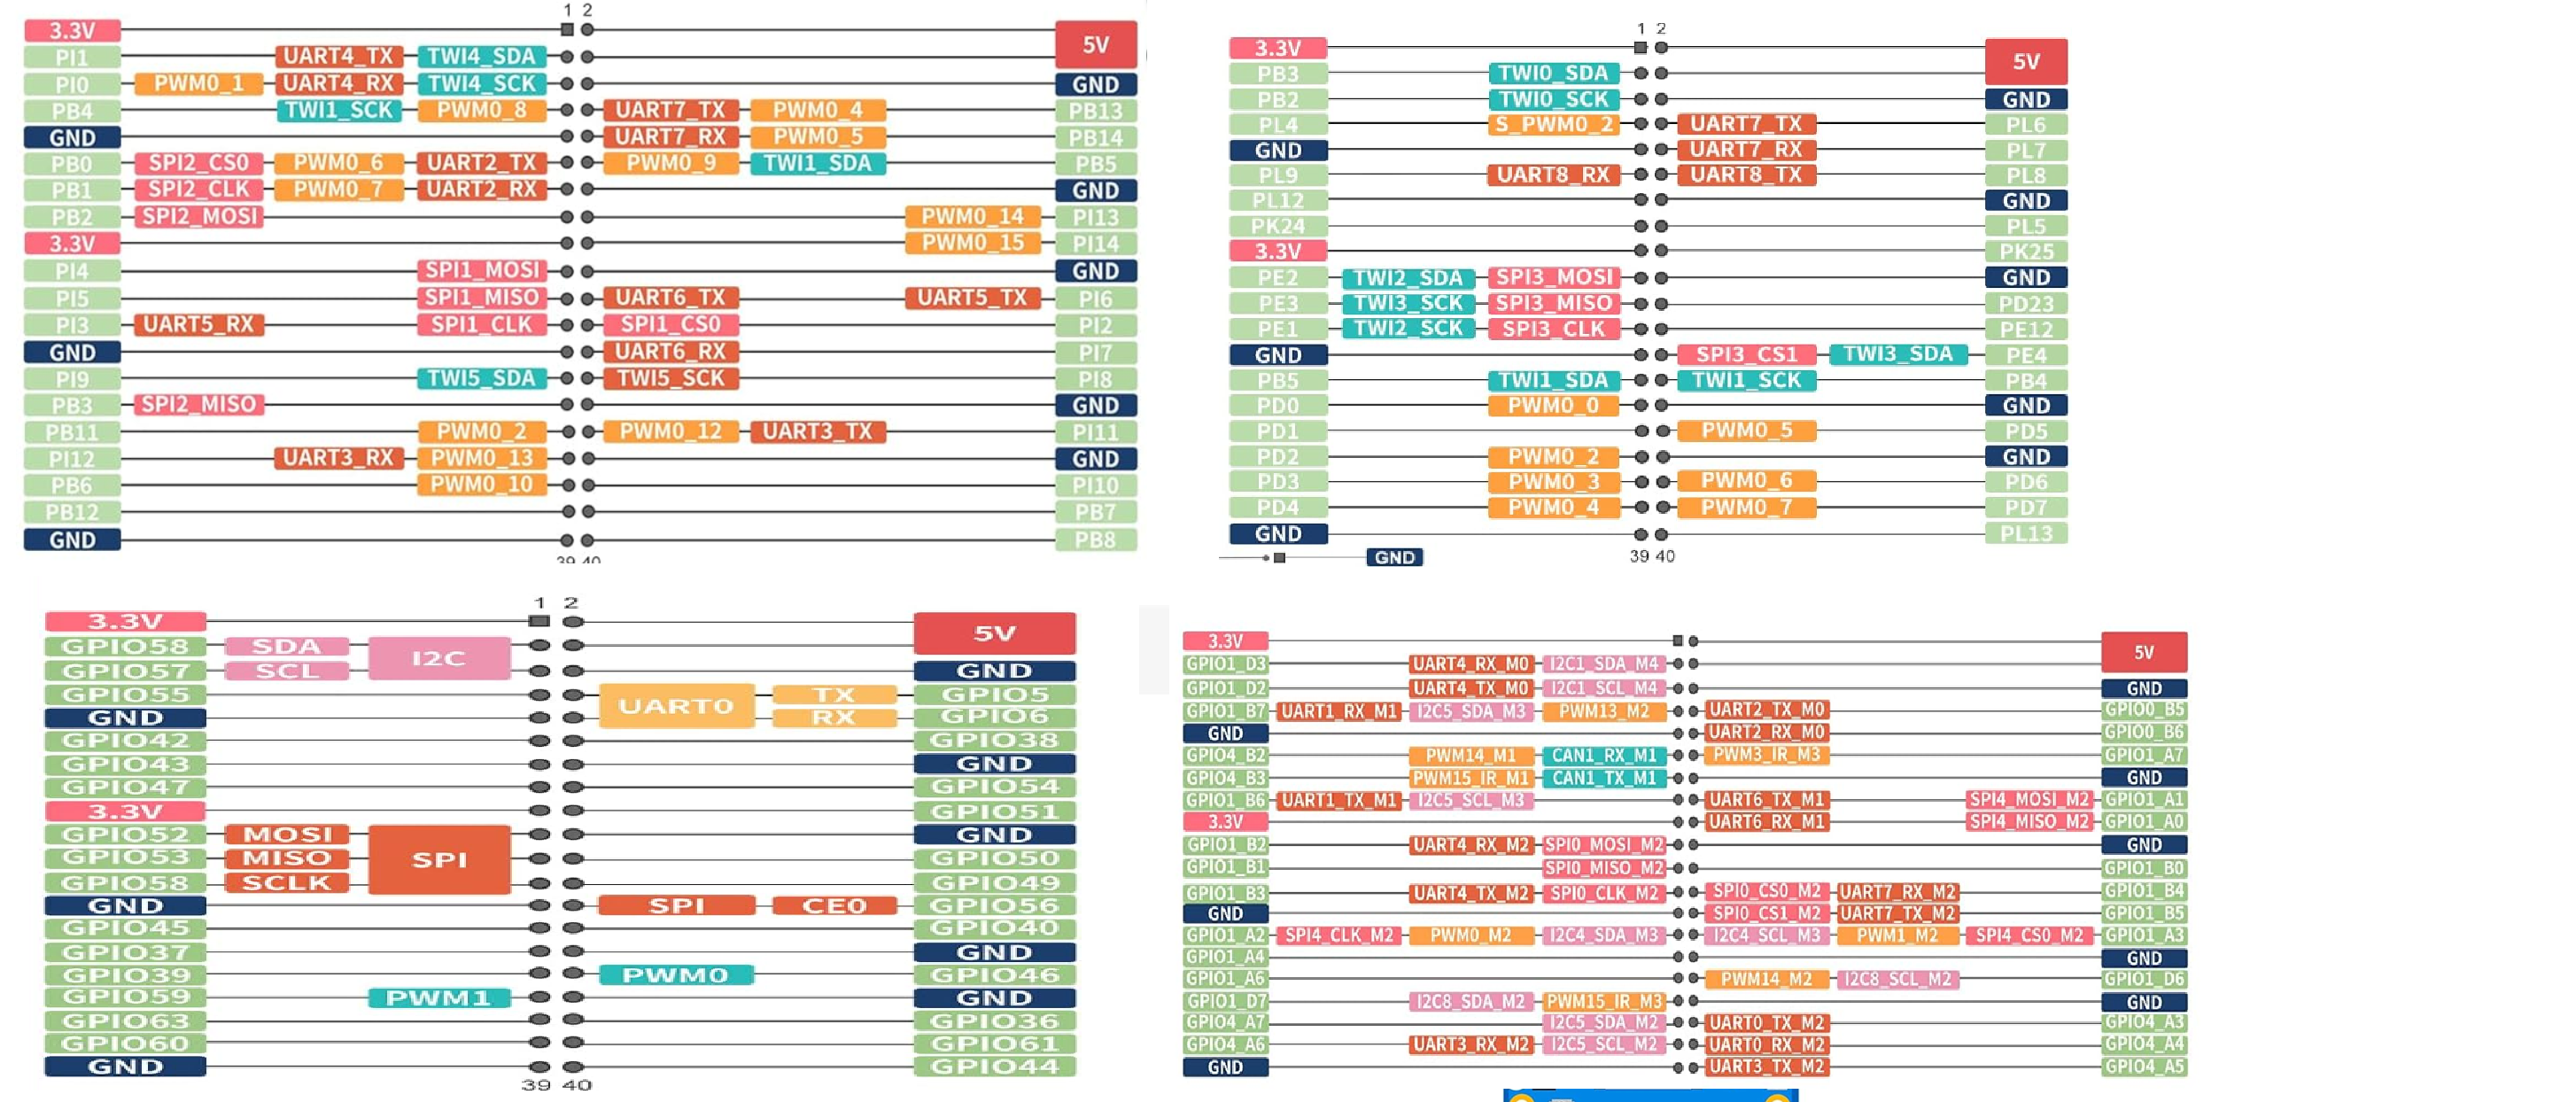 1 2
3.3V 5V
PI1 UART4_TX TWI4_SDA
PI0 PWM0_1 UART4_RX TWI4_SCK GND
PB4 TWI1_SCK PWM0_8 UART7_TX PWM0_4 PB13
GND UART7_RX PWM0_5 PB14
PB0 SPI2_CS0 PWM0_6 UART2_TX PWM0_9 TWI1_SDA PB5
PB1 SPI2_CLK PWM0_7 UART2_RX GND
PB2 SPI2_MOSI PWM0_14 PI13
3.3V PWM0_15 PI14
PI4 SPI1_MOSI GND
PI5 SPI1_MISO UART6_TX UART5_TX PI6
PI3 UART5_RX SPI1_CLK SPI1_CS0 PI2
GND UART6_RX PI7
PI9 TWI5_SDA TWI5_SCK PI8
PB3 SPI2_MISO GND
PB11 PWM0_2 PWM0_12 UART3_TX PI11
PI12 UART3_RX PWM0_13 GND
PB6 PWM0_10 PI10
PB12 PB7
GND PB8
39 40
1 2
3.3V 5V
PB3 TWI0_SDA
PB2 TWI0_SCK GND
PL4 S_PWM0_2 UART7_TX PL6
GND UART7_RX PL7
PL9 UART8_RX UART8_TX PL8
PL12 GND
PK24 PL5
3.3V PK25
PE2 TWI2_SDA SPI3_MOSI GND
PE3 TWI3_SCK SPI3_MISO PD23
PE1 TWI2_SCK SPI3_CLK PE12
GND SPI3_CS1 TWI3_SDA PE4
PB5 TWI1_SDA TWI1_SCK PB4
PD0 PWM0_0 GND
PD1 PWM0_5 PD5
PD2 PWM0_2 GND
PD3 PWM0_3 PWM0_6 PD6
PD4 PWM0_4 PWM0_7 PD7
GND PL13
GND 39 40
1 2
3.3V 5V
GPIO58 SDA I2C
GPIO57 SCL GND
GPIO55 UART0 TX GPIO5
GND RX GPIO6
GPIO42 GPIO38
GPIO43 GND
GPIO47 GPIO54
3.3V GPIO51
GPIO52 MOSI SPI GND
GPIO53 MISO GPIO50
GPIO58 SCLK GPIO49
GND SPI CE0 GPIO56
GPIO45 GPIO40
GPIO37 GND
GPIO39 PWM0 GPIO46
GPIO59 PWM1 GND
GPIO63 GPIO36
GPIO60 GPIO61
GND GPIO44
39 40
3.3V 5V
GPIO1_D3 UART4_RX_M0 I2C1_SDA_M4
GPIO1_D2 UART4_TX_M0 I2C1_SCL_M4 GND
GPIO1_B7 UART1_RX_M1 I2C5_SDA_M3 PWM13_M2 UART2_TX_M0 GPIO0_B5
GND UART2_RX_M0 GPIO0_B6
GPIO4_B2 PWM14_M1 CAN1_RX_M1 PWM3_IR_M3 GPIO1_A7
GPIO4_B3 PWM15_IR_M1 CAN1_TX_M1 GND
GPIO1_B6 UART1_TX_M1 I2C5_SCL_M3 UART6_TX_M1 SPI4_MOSI_M2 GPIO1_A1
3.3V UART6_RX_M1 SPI4_MISO_M2 GPIO1_A0
GPIO1_B2 UART4_RX_M2 SPI0_MOSI_M2 GND
GPIO1_B1 SPI0_MISO_M2 GPIO1_B0
GPIO1_B3 UART4_TX_M2 SPI0_CLK_M2 SPI0_CS0_M2 UART7_RX_M2 GPIO1_B4
GND SPI0_CS1_M2 UART7_TX_M2 GPIO1_B5
GPIO1_A2 SPI4_CLK_M2 PWM0_M2 I2C4_SDA_M3 I2C4_SCL_M3 PWM1_M2 SPI4_CS0_M2 GPIO1_A3
GPIO1_A4 GND
GPIO1_A6 PWM14_M2 I2C8_SCL_M2 GPIO1_D6
GPIO1_D7 I2C8_SDA_M2 PWM15_IR_M3 GND
GPIO4_A7 I2C5_SDA_M2 UART0_TX_M2 GPIO4_A3
GPIO4_A6 UART3_RX_M2 I2C5_SCL_M2 UART0_RX_M2 GPIO4_A4
GND UART3_TX_M2 GPIO4_A5